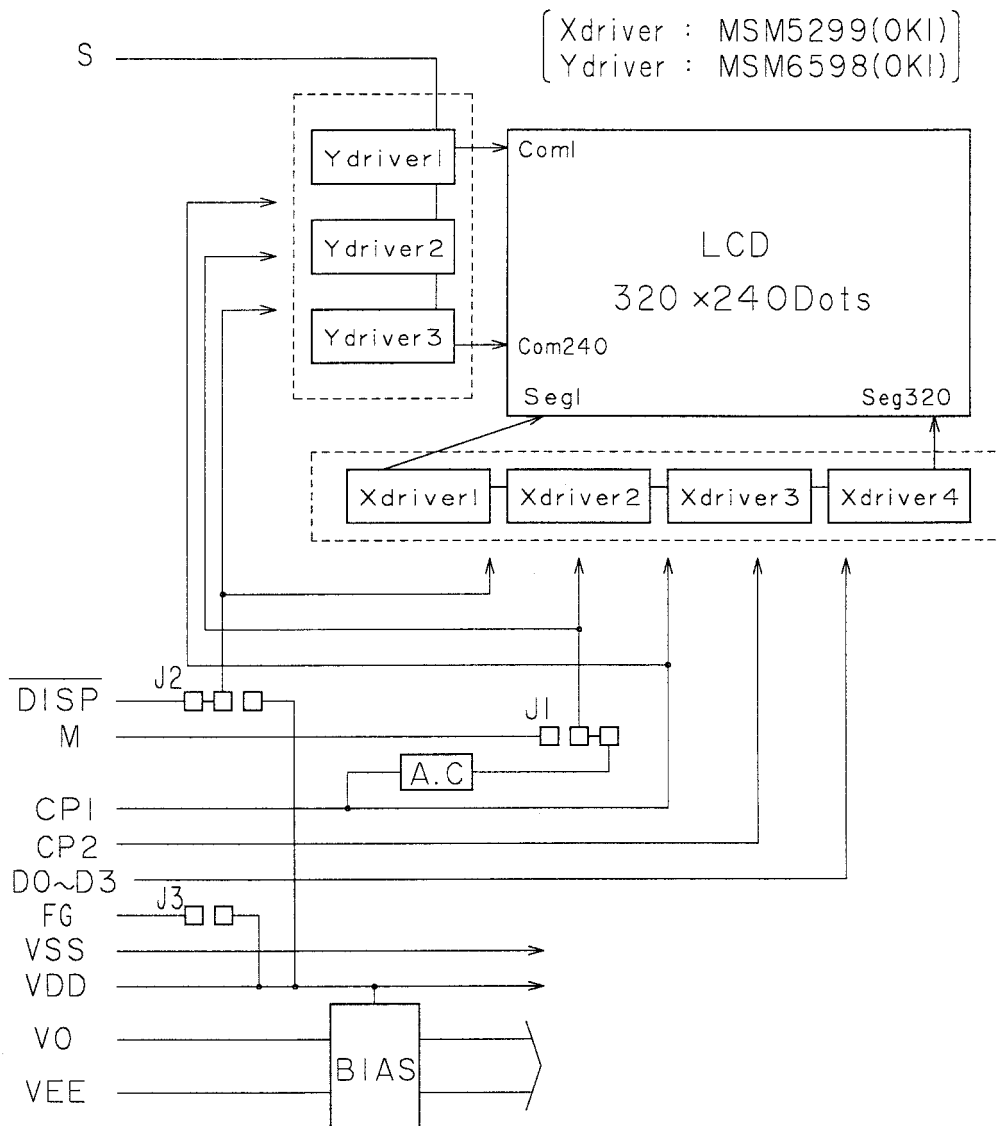 Xdriver : MSM5299(OKI)
Ydriver : MSM6598(OKI)
S
Ydriver1
Ydriver2
Ydriver3
Com1
LCD
320 ×240Dots
Com240
Seg1
Seg320
Xdriver1
Xdriver2
Xdriver3
Xdriver4
DISP
J2
M
J1
A.C
CP1
CP2
D0~D3
FG
J3
VSS
VDD
VO
BIAS
VEE